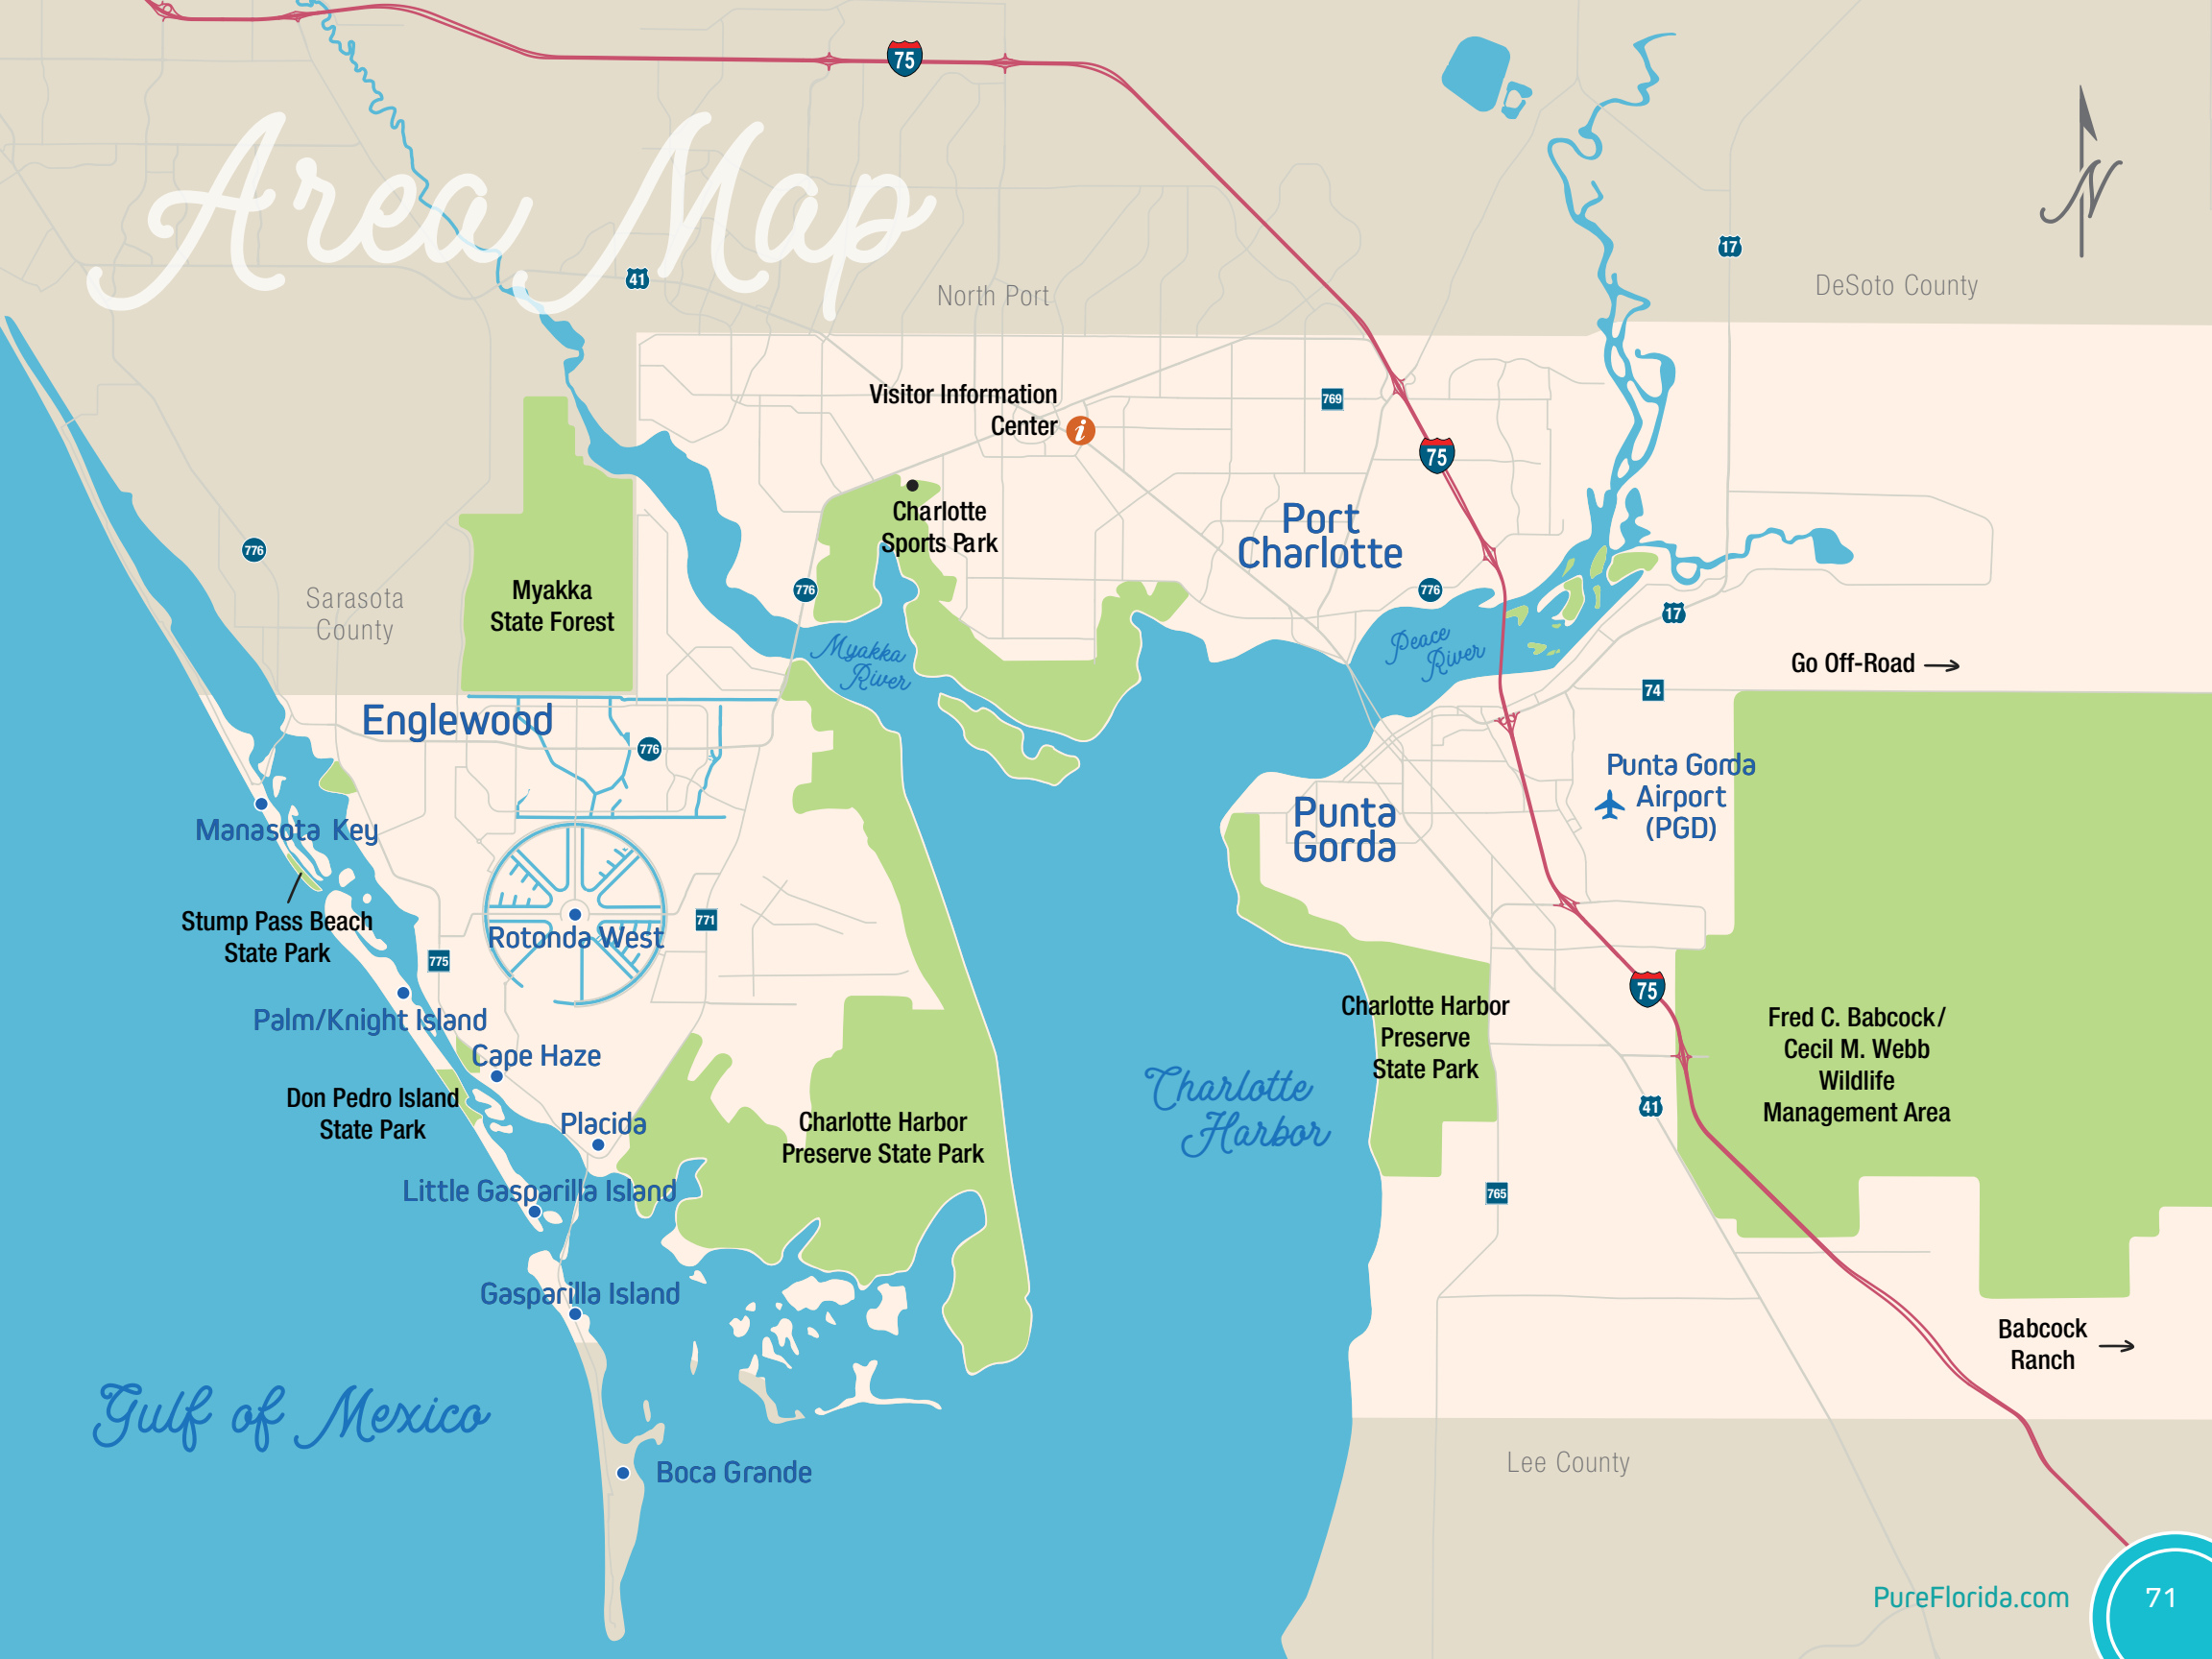 Area Map
75
N
17
DeSoto County
41
North Port
Visitor Information
Center
i
769
75
Charlotte
Sports Park
Port
Charlotte
776
Sarasota
County
Myakka
State Forest
776
776
17
Myakka
River
Peace
River
Go Off-Road
74
Englewood
776
Punta Gorda
Airport
(PGD)
Manasota Key
Punta
Gorda
Stump Pass Beach
State Park
771
Rotonda West
775
75
Palm/Knight Island
Charlotte Harbor
Preserve
State Park
Fred C. Babcock/
Cecil M. Webb
Wildlife
Management Area
Cape Haze
Don Pedro Island
State Park
Charlotte
Harbor
41
Placida
Charlotte Harbor
Preserve State Park
Little Gasparilla Island
765
Gasparilla Island
Babcock
Ranch
Gulf of Mexico
Boca Grande
Lee County
PureFlorida.com
71